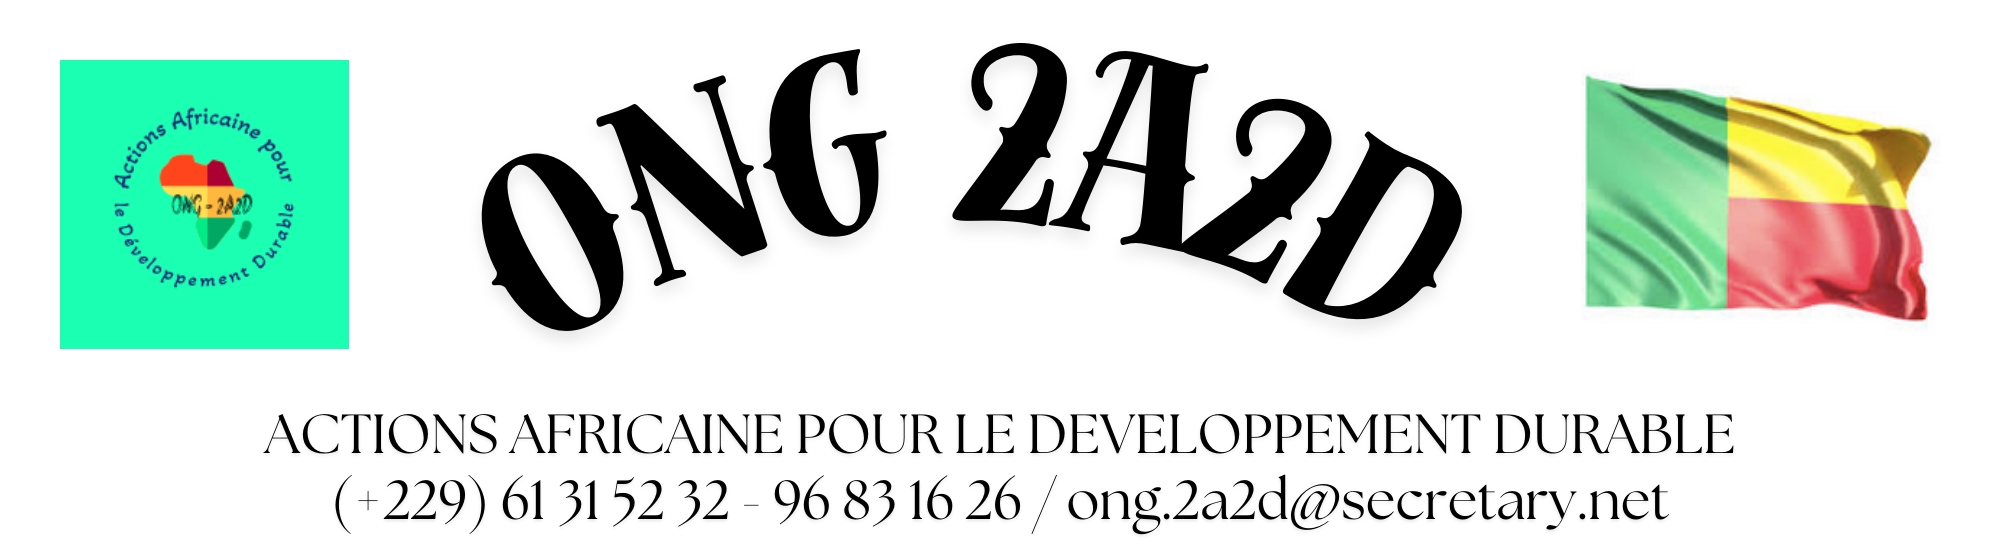 Actions Africaine pour
le Développement Durable
ONG - 2A2D
ONG 2A2D
ACTIONS AFRICAINE POUR LE DEVELOPPEMENT DURABLE
(+229) 61 31 52 32 - 96 83 16 26 / ong.2a2d@secretary.net